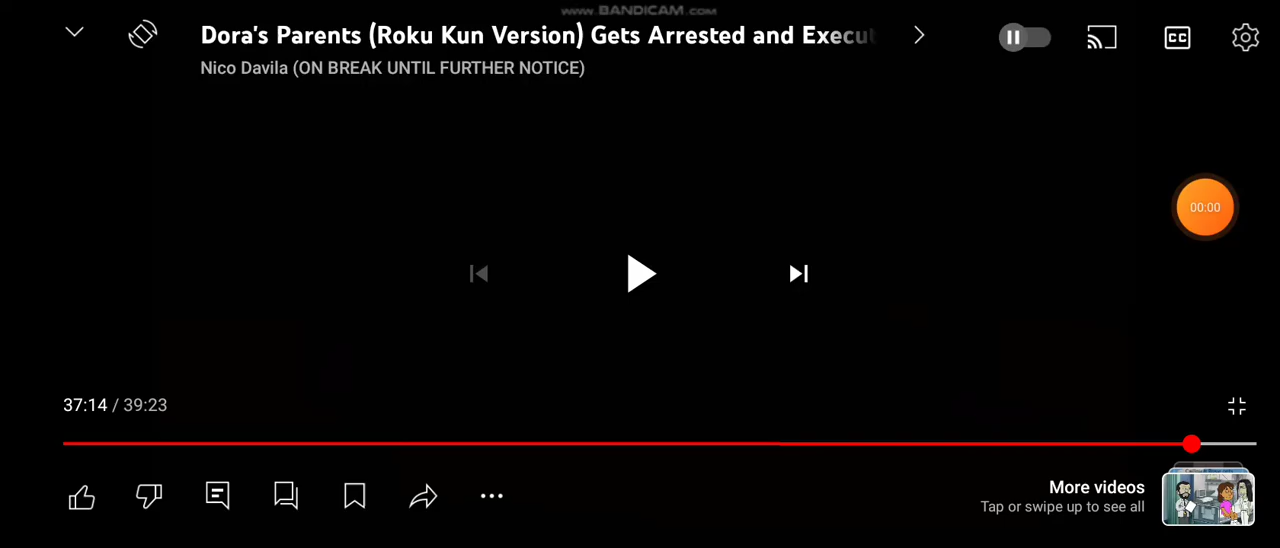 www.BANDICAM.com
Dora's Parents (Roku Kun Version) Gets Arrested and Execut
Nico Davila (ON BREAK UNTIL FURTHER NOTICE)
CC
00:00
37:14 / 39:23
More videos
Tap or swipe up to see all